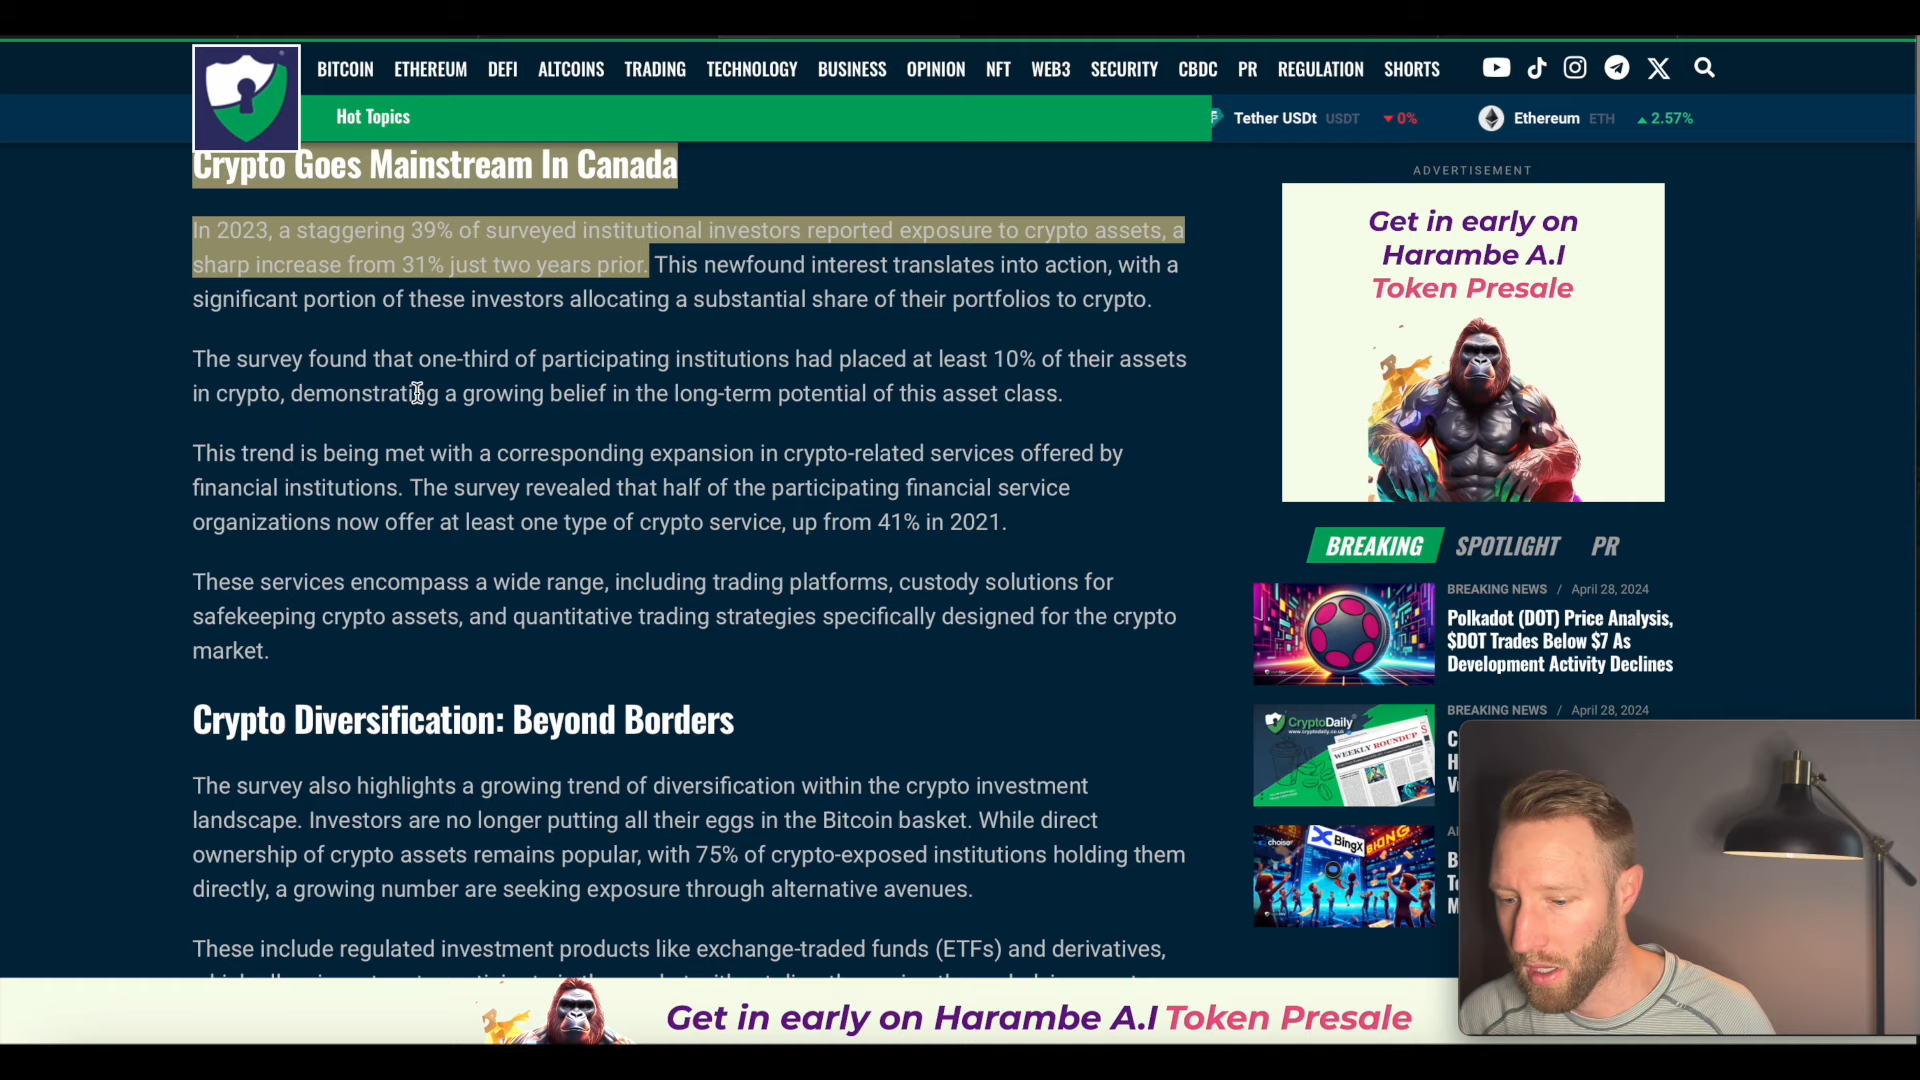 BITCOIN ETHEREUM DEFI ALTCOINS TRADING TECHNOLOGY BUSINESS OPINION NFT WEB3 SECURITY CBDC PR REGULATION SHORTS
Hot Topics
Tether USDt USDT ▼0% Ethereum ETH ▲2.57%
Crypto Goes Mainstream In Canada
In 2023, a staggering 39% of surveyed institutional investors reported exposure to crypto assets, a
sharp increase from 31% just two years prior. This newfound interest translates into action, with a
significant portion of these investors allocating a substantial share of their portfolios to crypto.
The survey found that one-third of participating institutions had placed at least 10% of their assets
in crypto, demonstrating a growing belief in the long-term potential of this asset class.
This trend is being met with a corresponding expansion in crypto-related services offered by
financial institutions. The survey revealed that half of the participating financial service
organizations now offer at least one type of crypto service, up from 41% in 2021.
These services encompass a wide range, including trading platforms, custody solutions for
safekeeping crypto assets, and quantitative trading strategies specifically designed for the crypto
market.
Crypto Diversification: Beyond Borders
The survey also highlights a growing trend of diversification within the crypto investment
landscape. Investors are no longer putting all their eggs in the Bitcoin basket. While direct
ownership of crypto assets remains popular, with 75% of crypto-exposed institutions holding them
directly, a growing number are seeking exposure through alternative avenues.
These include regulated investment products like exchange-traded funds (ETFs) and derivatives,
ADVERTISEMENT
Get in early on
Harambe A.I
Token Presale
BREAKING SPOTLIGHT PR
BREAKING NEWS / April 28, 2024
Polkadot (DOT) Price Analysis,
$DOT Trades Below $7 As
Development Activity Declines
BREAKING NEWS / April 28, 2024
CryptoDaily
www.cryptodaily.co.uk
WEEKLY ROUNDUP
choise
BingX
Get in early on Harambe A.I Token Presale